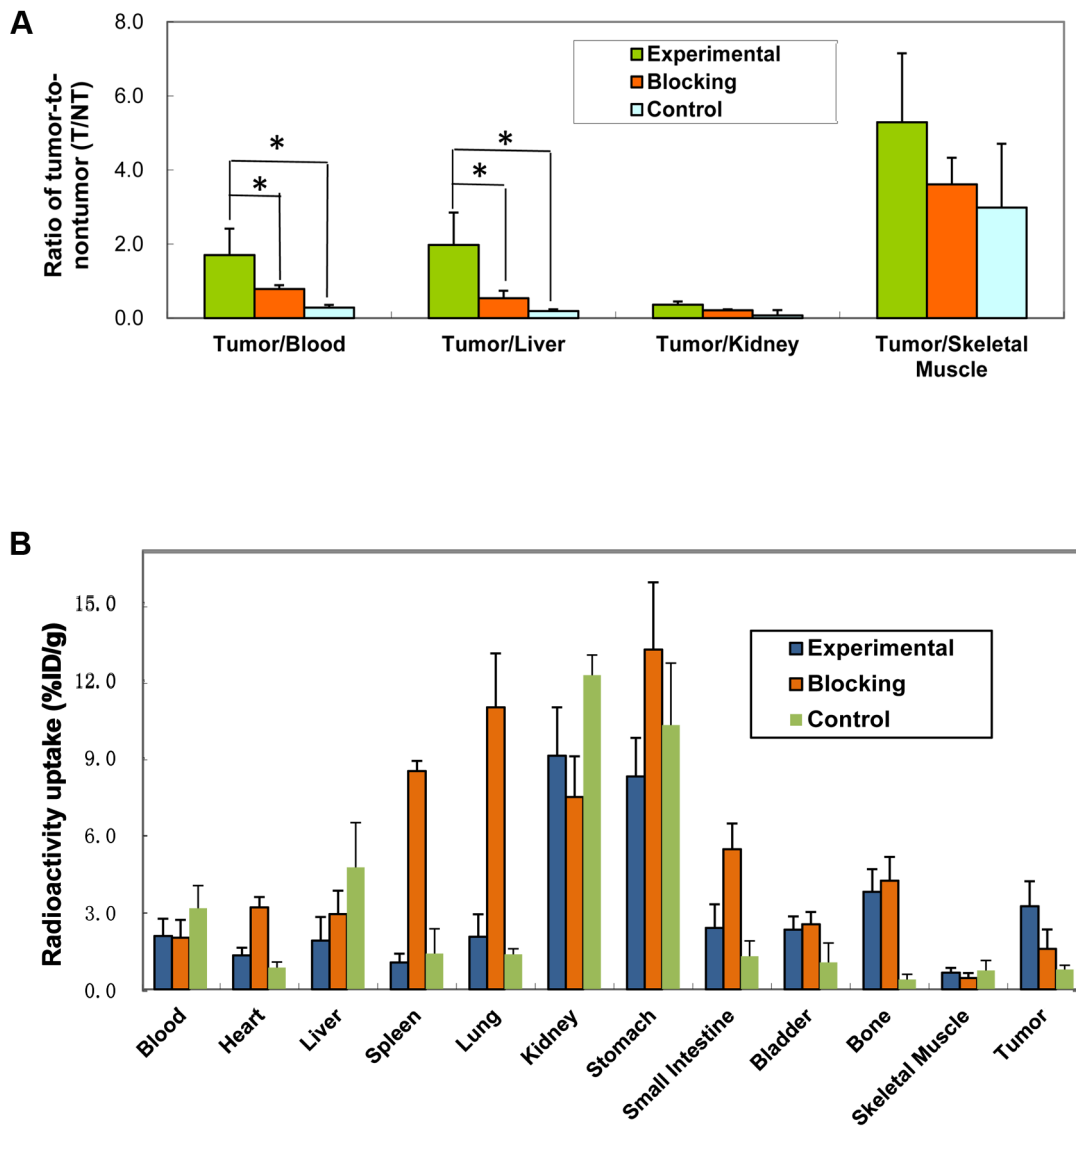 A
8.0
6.0
4.0
2.0
0.0
Ratio of tumor-to-
nontumor (T/NT)
Experimental
Blocking
Control
*
*
*
*
Tumor/Blood
Tumor/Liver
Tumor/Kidney
Tumor/Skeletal
Muscle
B
15.0
12.0
9.0
6.0
3.0
0.0
Radioactivity uptake (%ID/g)
Experimental
Blocking
Control
Blood
Heart
Liver
Spleen
Lung
Kidney
Stomach
Small Intestine
Bladder
Bone
Skeletal Muscle
Tumor